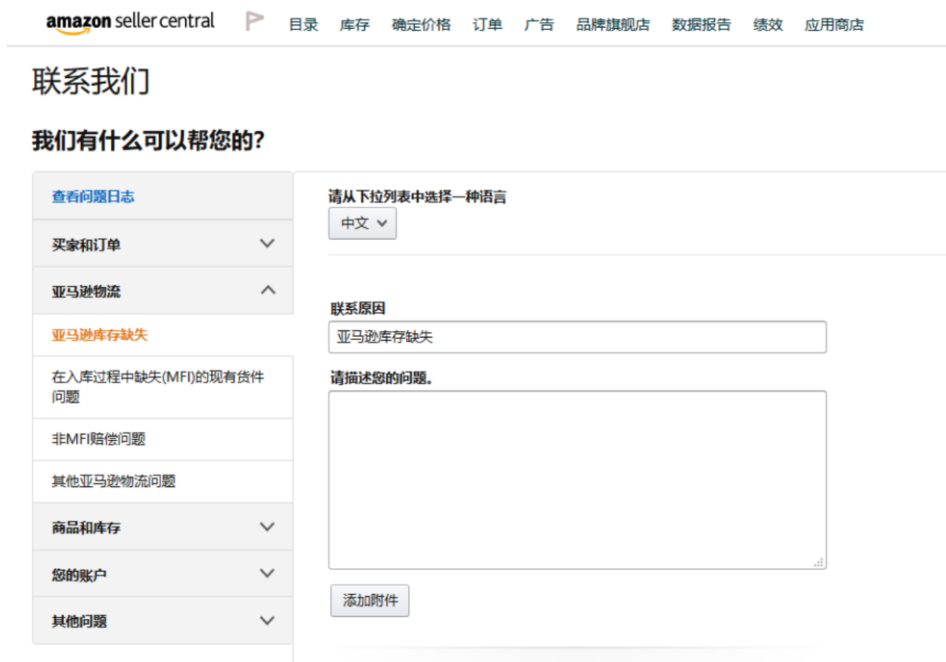 amazon seller central 目录 库存 确定价格 订单 广告 品牌旗舰店 数据报告 绩效 应用商店
联系我们
我们有什么可以帮您的?
查看问题日志
买家和订单
亚马逊物流
亚马逊库存缺失
在入库过程中缺失(MFI)的现有货件
问题
非MFI赔偿问题
其他亚马逊物流问题
商品和库存
您的账户
其他问题
请从下拉列表中选择一种语言
中文
联系原因
亚马逊库存缺失
请描述您的问题。
添加附件